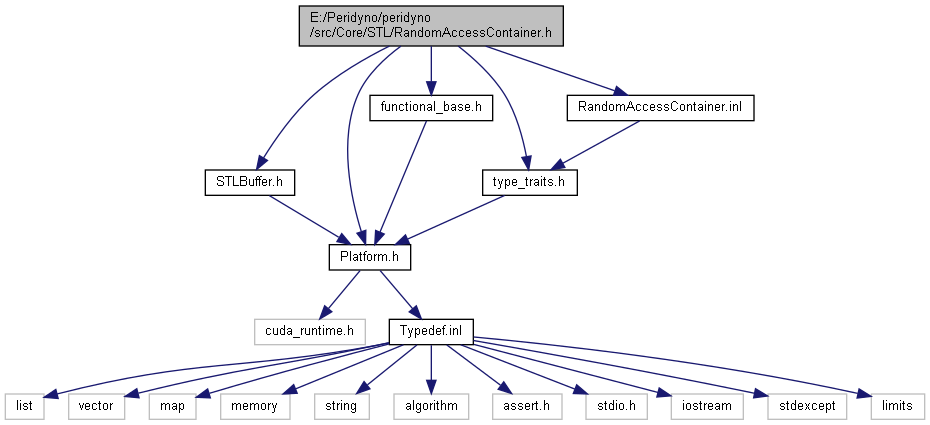 E:/Peridyno/peridyno
/src/Core/STL/RandomAccessContainer.h
functional_base.h
RandomAccessContainer.inl
STLBuffer.h
type_traits.h
Platform.h
cuda_runtime.h
Typedef.inl
list
vector
map
memory
string
algorithm
assert.h
stdio.h
iostream
stdexcept
limits